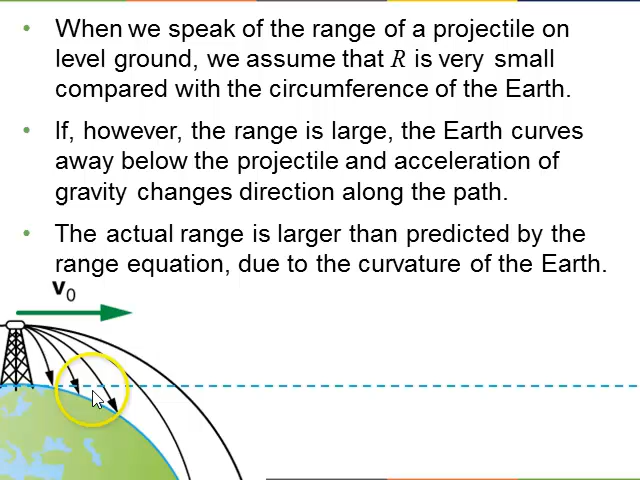 • When we speak of the range of a projectile on
level ground, we assume that R is very small
compared with the circumference of the Earth.
• If, however, the range is large, the Earth curves
away below the projectile and acceleration of
gravity changes direction along the path.
• The actual range is larger than predicted by the
range equation, due to the curvature of the Earth.
v₀